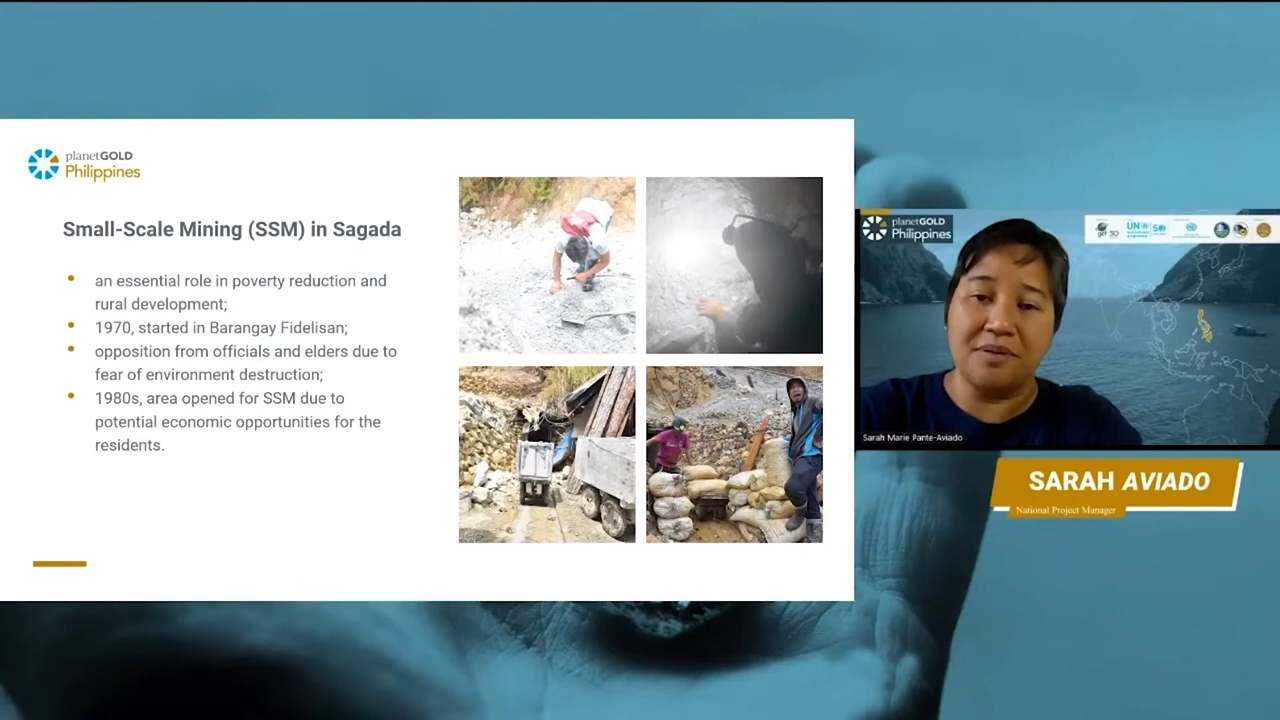 planetGOLD
Philippines
Small-Scale Mining (SSM) in Sagada
an essential role in poverty reduction and
rural development;
1970, started in Barangay Fidelisan;
opposition from officials and elders due to
fear of environment destruction;
1980s, area opened for SSM due to
potential economic opportunities for the
residents.
planetGOLD
Philippines
gef 30
UN
Sarah Marie Pante-Aviado
SARAH AVIADO
National Project Manager